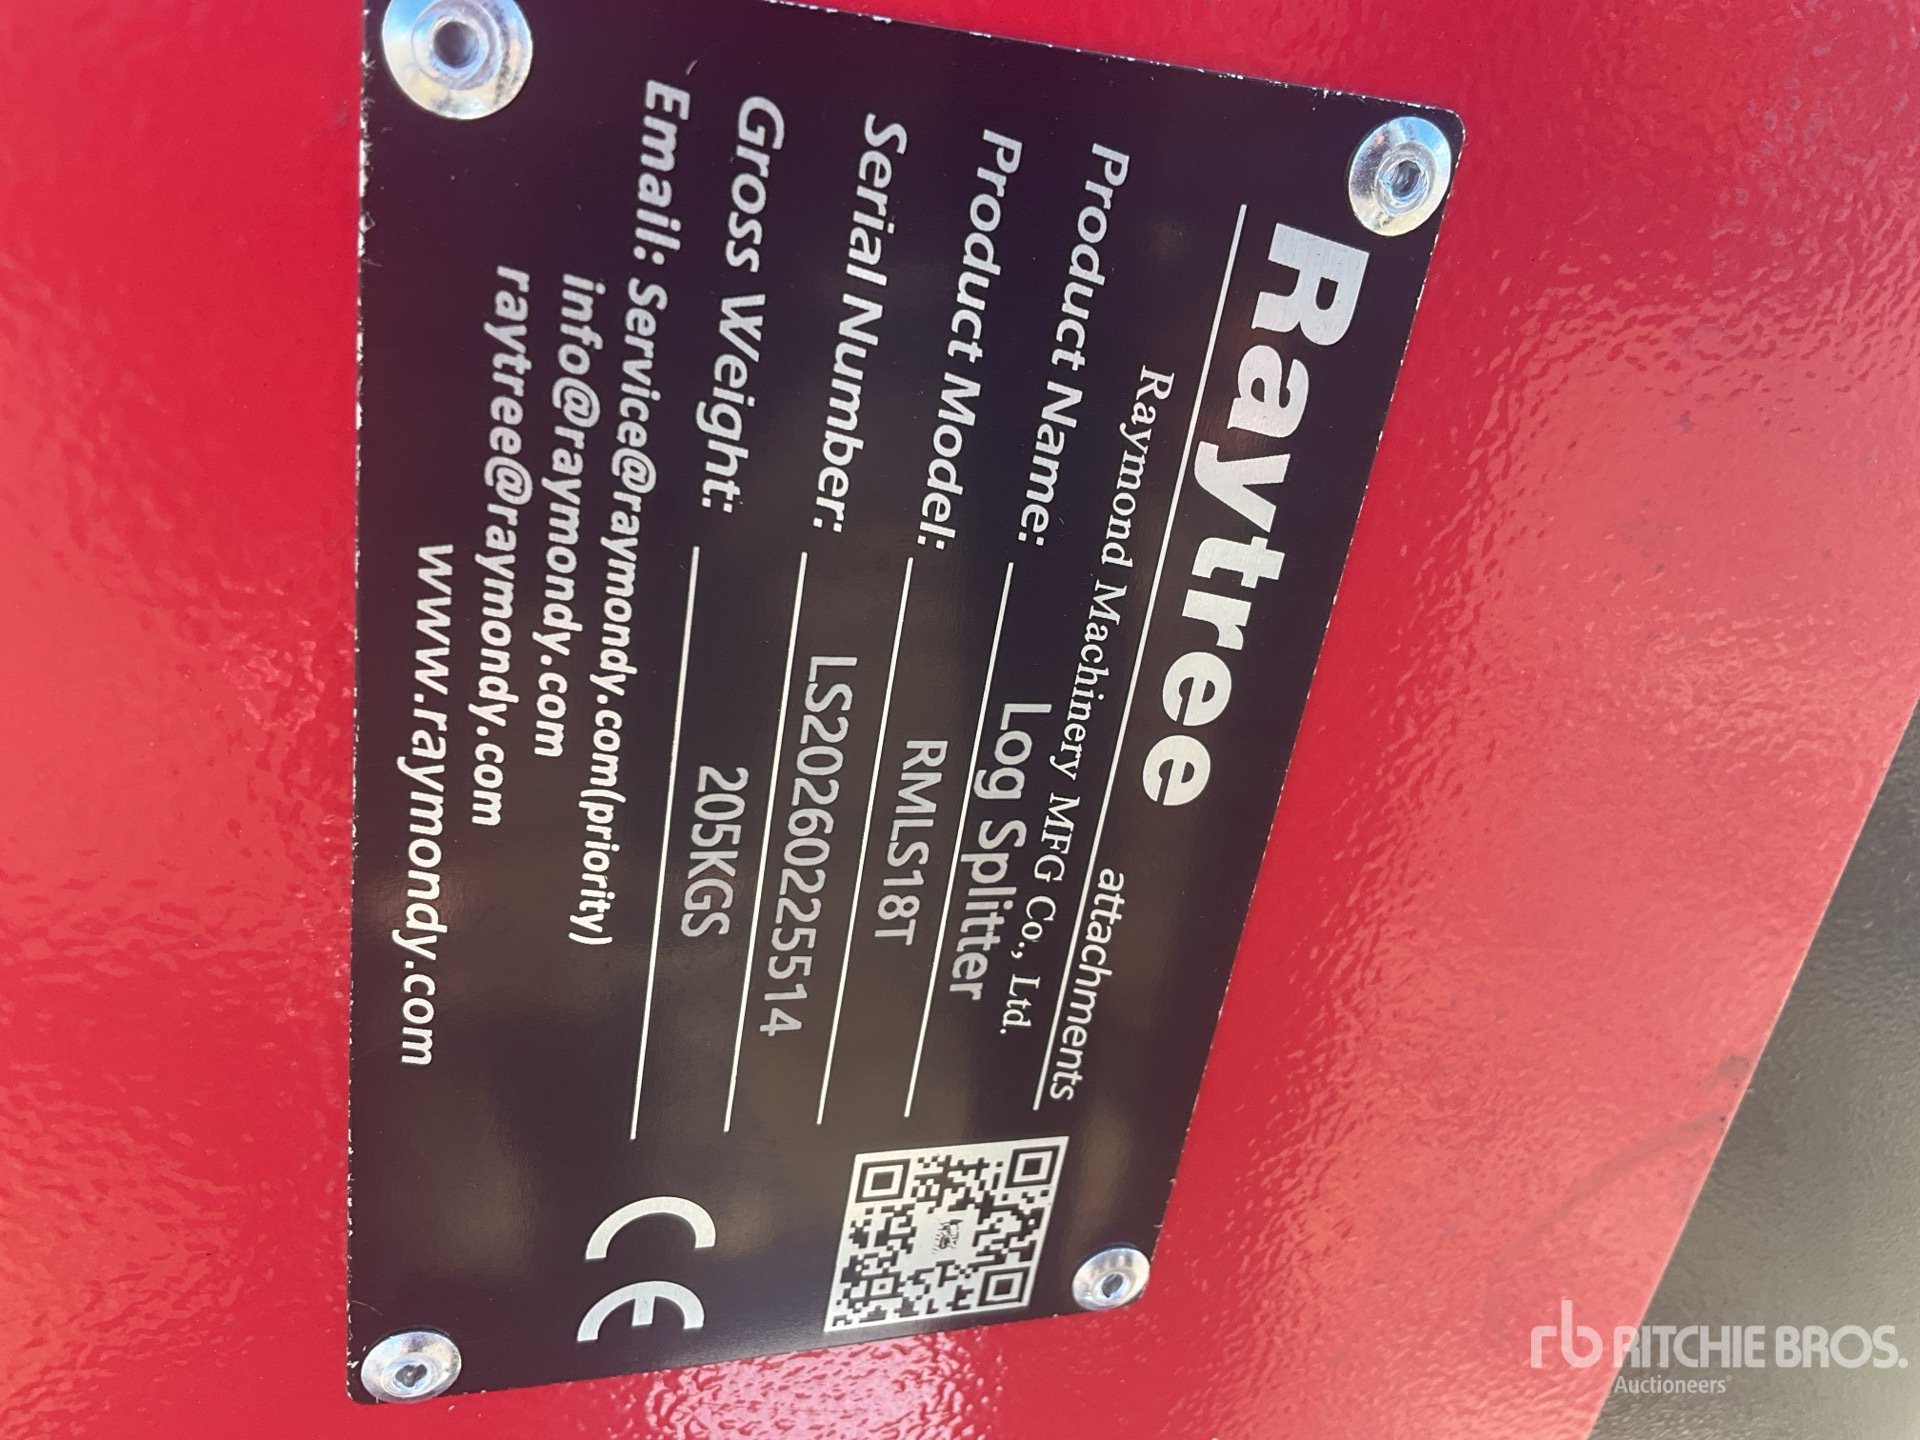 Raytree attachments
Raymond Machinery MFG Co., Ltd.
Product Name: Log Splitter
Product Model: RMLS18T
Serial Number: LS20260225514
Gross Weight: 205KGS
Email: Service@raymondy.com(priority)
info@raymondy.com
raytree@raymondy.com
www.raymondy.com
CE
rb RITCHIE BROS.
Auctioneers